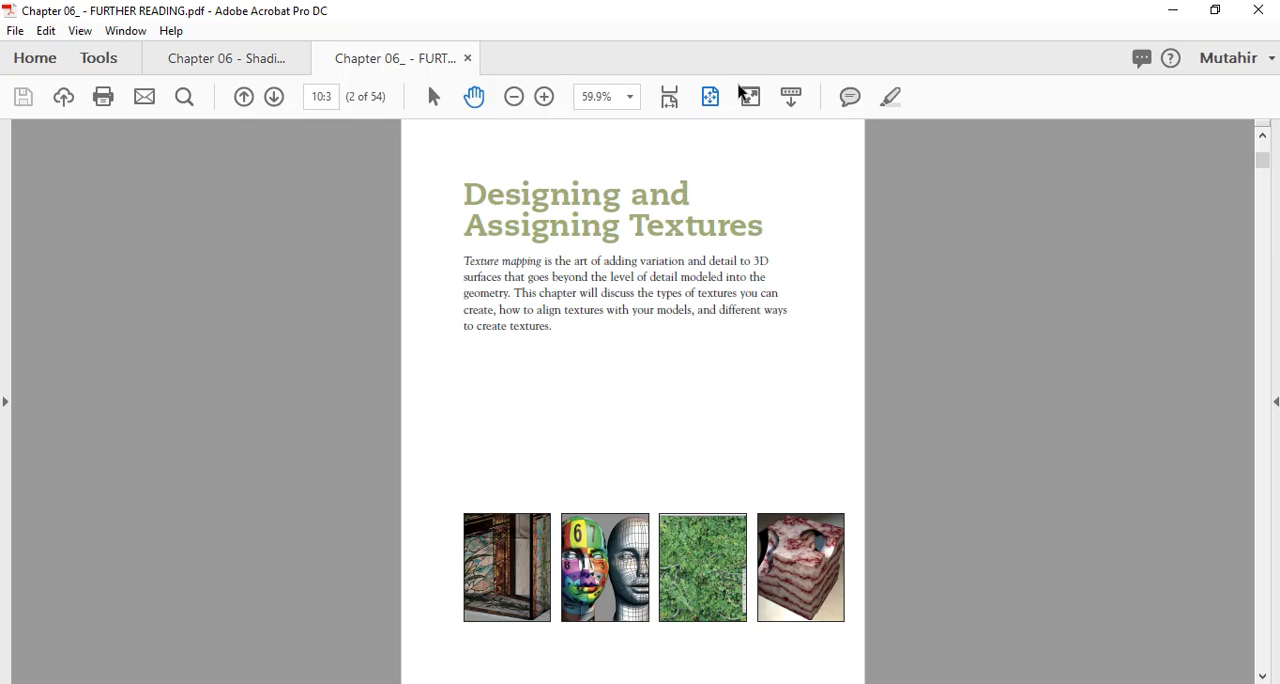 Chapter 06_ - FURTHER READING.pdf - Adobe Acrobat Pro DC
File Edit View Window Help
Home Tools Chapter 06 - Shadi... Chapter 06_ - FURT... × Mutahir
10:3 (2 of 54) 59.9%
Designing and
Assigning Textures
Texture mapping is the art of adding variation and detail to 3D
surfaces that goes beyond the level of detail modeled into the
geometry. This chapter will discuss the types of textures you can
create, how to align textures with your models, and different ways
to create textures.
6 7
8